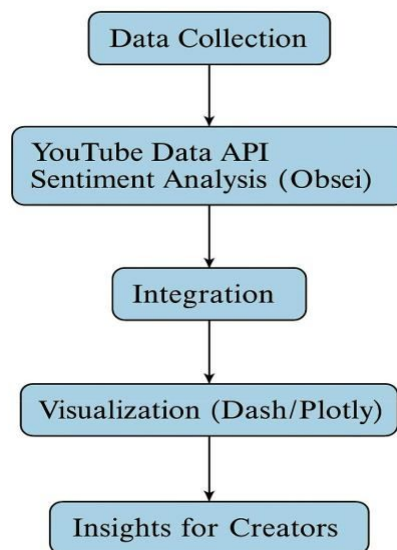 Data Collection
YouTube Data API
Sentiment Analysis (Obsei)
Integration
Visualization (Dash/Plotly)
Insights for Creators